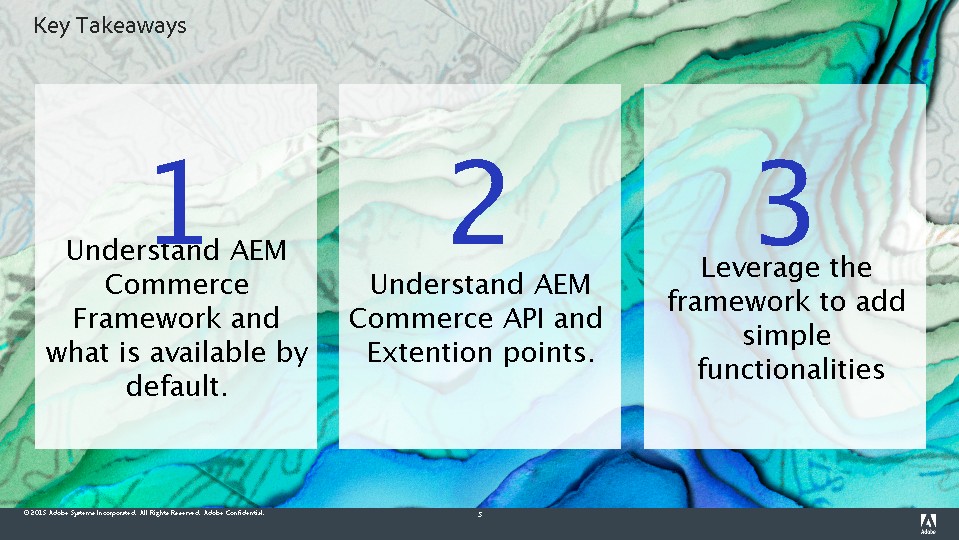 Key Takeaways
1
Understand AEM
Commerce
Framework and
what is available by
default.
2
Understand AEM
Commerce API and
Extention points.
3
Leverage the
framework to add
simple
functionalities
© 2015 Adobe Systems Incorporated. All Rights Reserved. Adobe Confidential.
5
Adobe